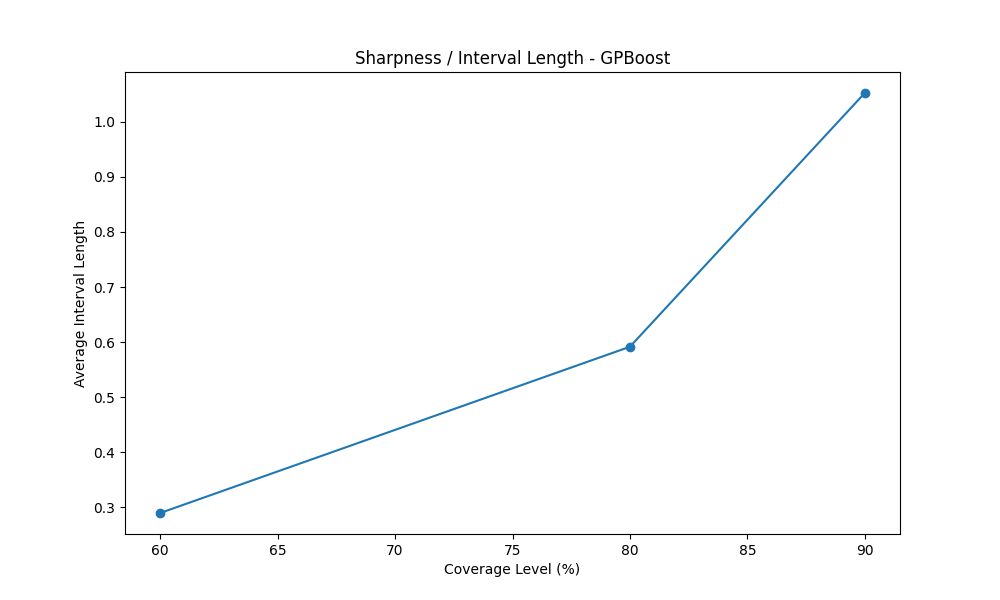 Sharpness / Interval Length - GPBoost
Average Interval Length
1.0
0.9
0.8
0.7
0.6
0.5
0.4
0.3
60 65 70 75 80 85 90
Coverage Level (%)